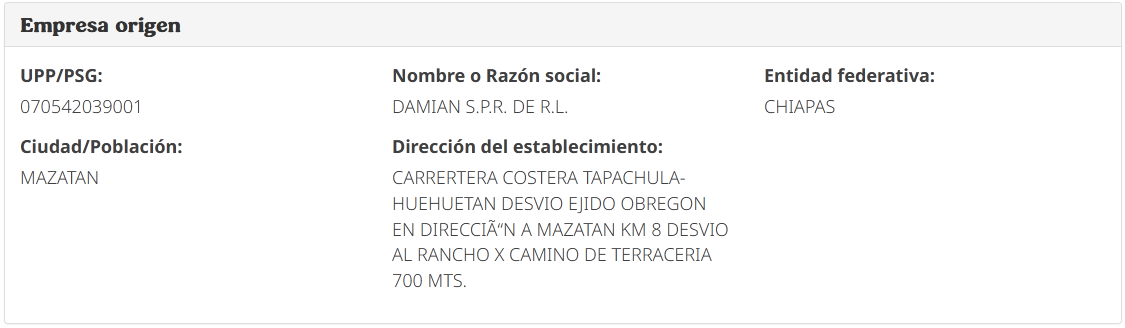 Empresa origen
UPP/PSG:
070542039001
Nombre o Razón social:
DAMIAN S.P.R. DE R.L.
Entidad federativa:
CHIAPAS
Ciudad/Población:
MAZATAN
Dirección del establecimiento:
CARRERTERA COSTERA TAPACHULA-
HUEHUETAN DESVIO EJIDO OBREGON
EN DIRECCIÃ“N A MAZATAN KM 8 DESVIO
AL RANCHO X CAMINO DE TERRACERIA
700 MTS.